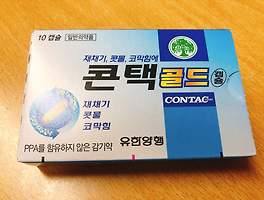 10 캡슐 일반의약품
재채기, 콧물, 코막힘에
콘택골드 캡슐
CONTAC
재채기
콧물
코막힘
유한양행
PPA를 함유하지 않은 감기약